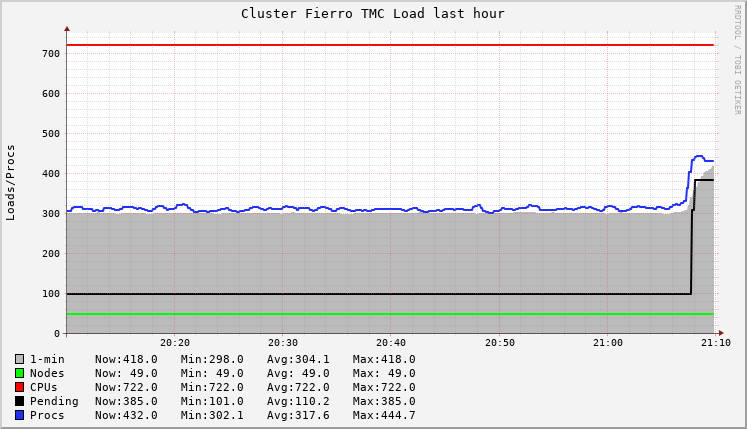 Cluster Fierro TMC Load last hour
RRDTOOL / TOBI OETIKER
Loads/Procs
700
600
500
400
300
200
100
0
20:20 20:30 20:40 20:50 21:00 21:10
1-min Now:418.0 Min:298.0 Avg:304.1 Max:418.0
Nodes Now: 49.0 Min: 49.0 Avg: 49.0 Max: 49.0
CPUs Now:722.0 Min:722.0 Avg:722.0 Max:722.0
Pending Now:385.0 Min:101.0 Avg:110.2 Max:385.0
Procs Now:432.0 Min:302.1 Avg:317.6 Max:444.7